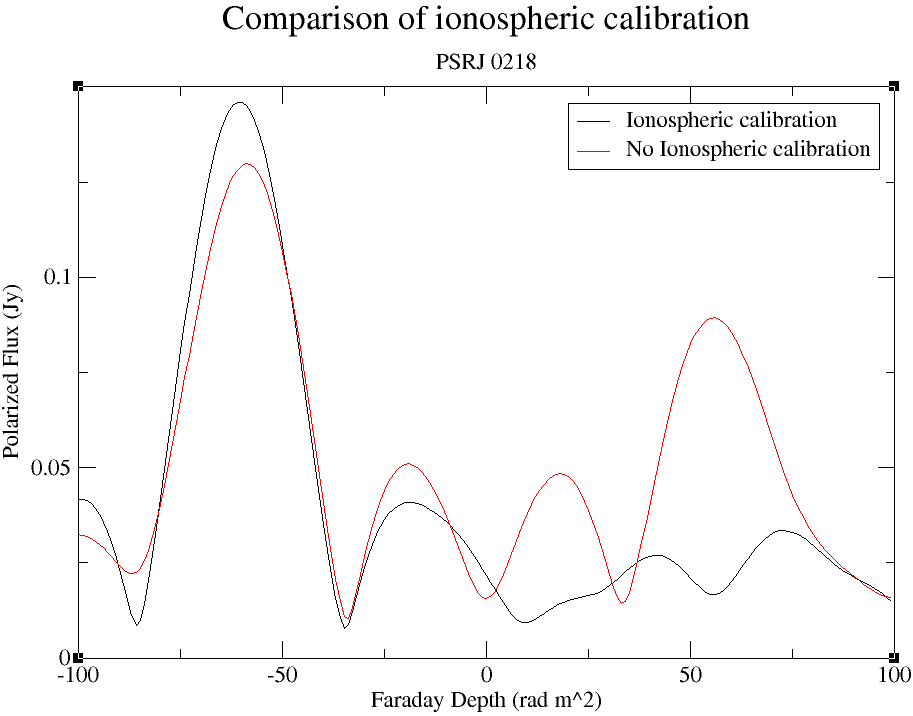 Comparison of ionospheric calibration
PSRJ 0218
Ionospheric calibration
No Ionospheric calibration
0.1
0.05
0
Polarized Flux (Jy)
-100
-50
0
50
100
Faraday Depth (rad m^2)